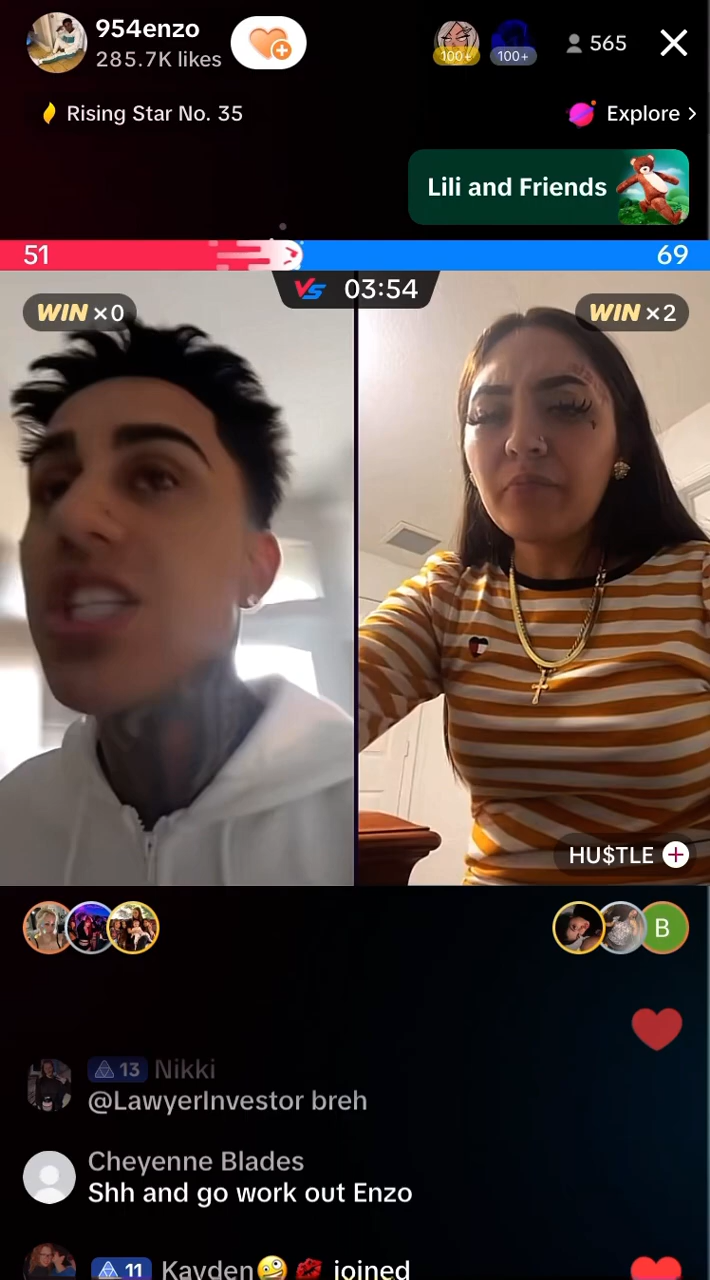 954enzo
285.7K likes
100+
100+
565
Rising Star No. 35
Explore
Lili and Friends
51
69
VS 03:54
WIN ×0
WIN ×2
HU$TLE
B
13 Nikki
@LawyerInvestor breh
Cheyenne Blades
Shh and go work out Enzo
11 Kayden🤪 💋 joined